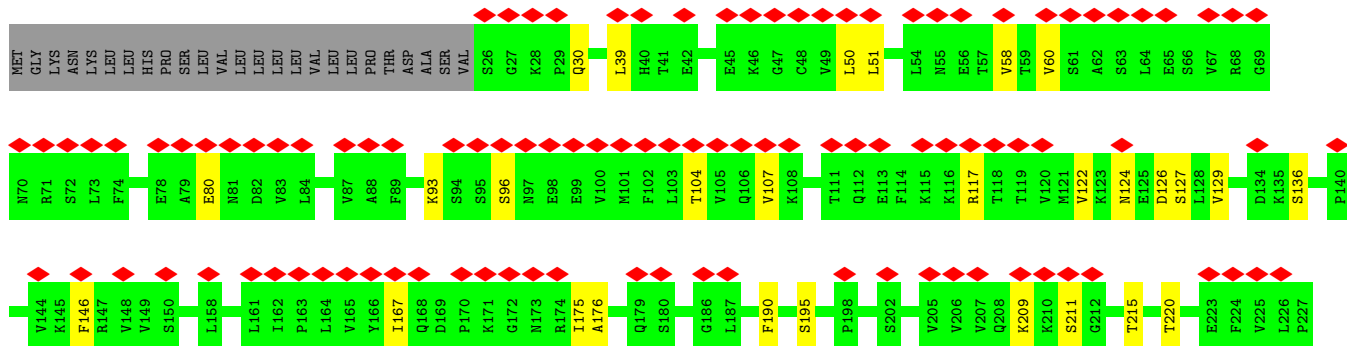 MET GLY LYS ASN LYS LEU LEU HIS PRO SER LEU VAL LEU LEU LEU LEU VAL LEU LEU PRO THR ASP ALA SER VAL S26 G27 K28 P29 Q30 L39 H40 T41 E42 E45 K46 G47 C48 V49 L50 L51 L54 N55 E56 T57 V58 T59 V60 S61 A62 S63 L64 E65 S66 V67 R68 G69
N70 R71 S72 L73 F74 E78 A79 E80 N81 D82 V83 L84 V87 A88 F89 K93 S94 S95 S96 N97 E98 E99 V100 M101 F102 L103 T104 V105 Q106 V107 K108 T111 Q112 E113 F114 K115 K116 R117 T118 T119 V120 M121 V122 K123 N124 E125 D126 S127 L128 V129 D134 K135 S136 P140
V144 K145 F146 R147 V148 V149 S150 L158 L161 I162 P163 L164 V165 Y166 I167 Q168 D169 P170 K171 G172 N173 R174 I175 A176 Q179 S180 G186 L187 F190 S195 P198 S202 V205 V206 V207 Q208 K209 K210 S211 G212 T215 T220 E223 F224 V225 L226 P227